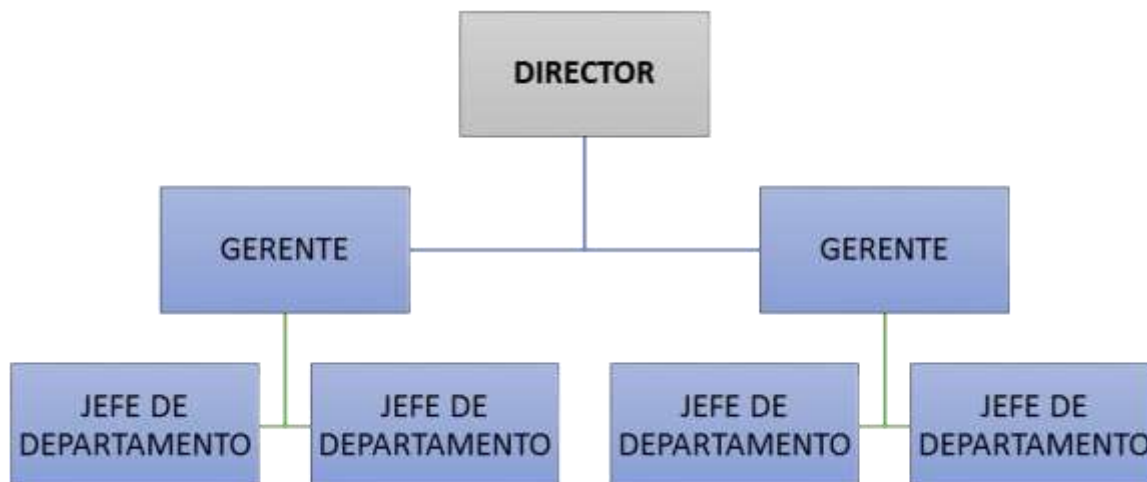 DIRECTOR
GERENTE
GERENTE
JEFE DE
DEPARTAMENTO
JEFE DE
DEPARTAMENTO
JEFE DE
DEPARTAMENTO
JEFE DE
DEPARTAMENTO